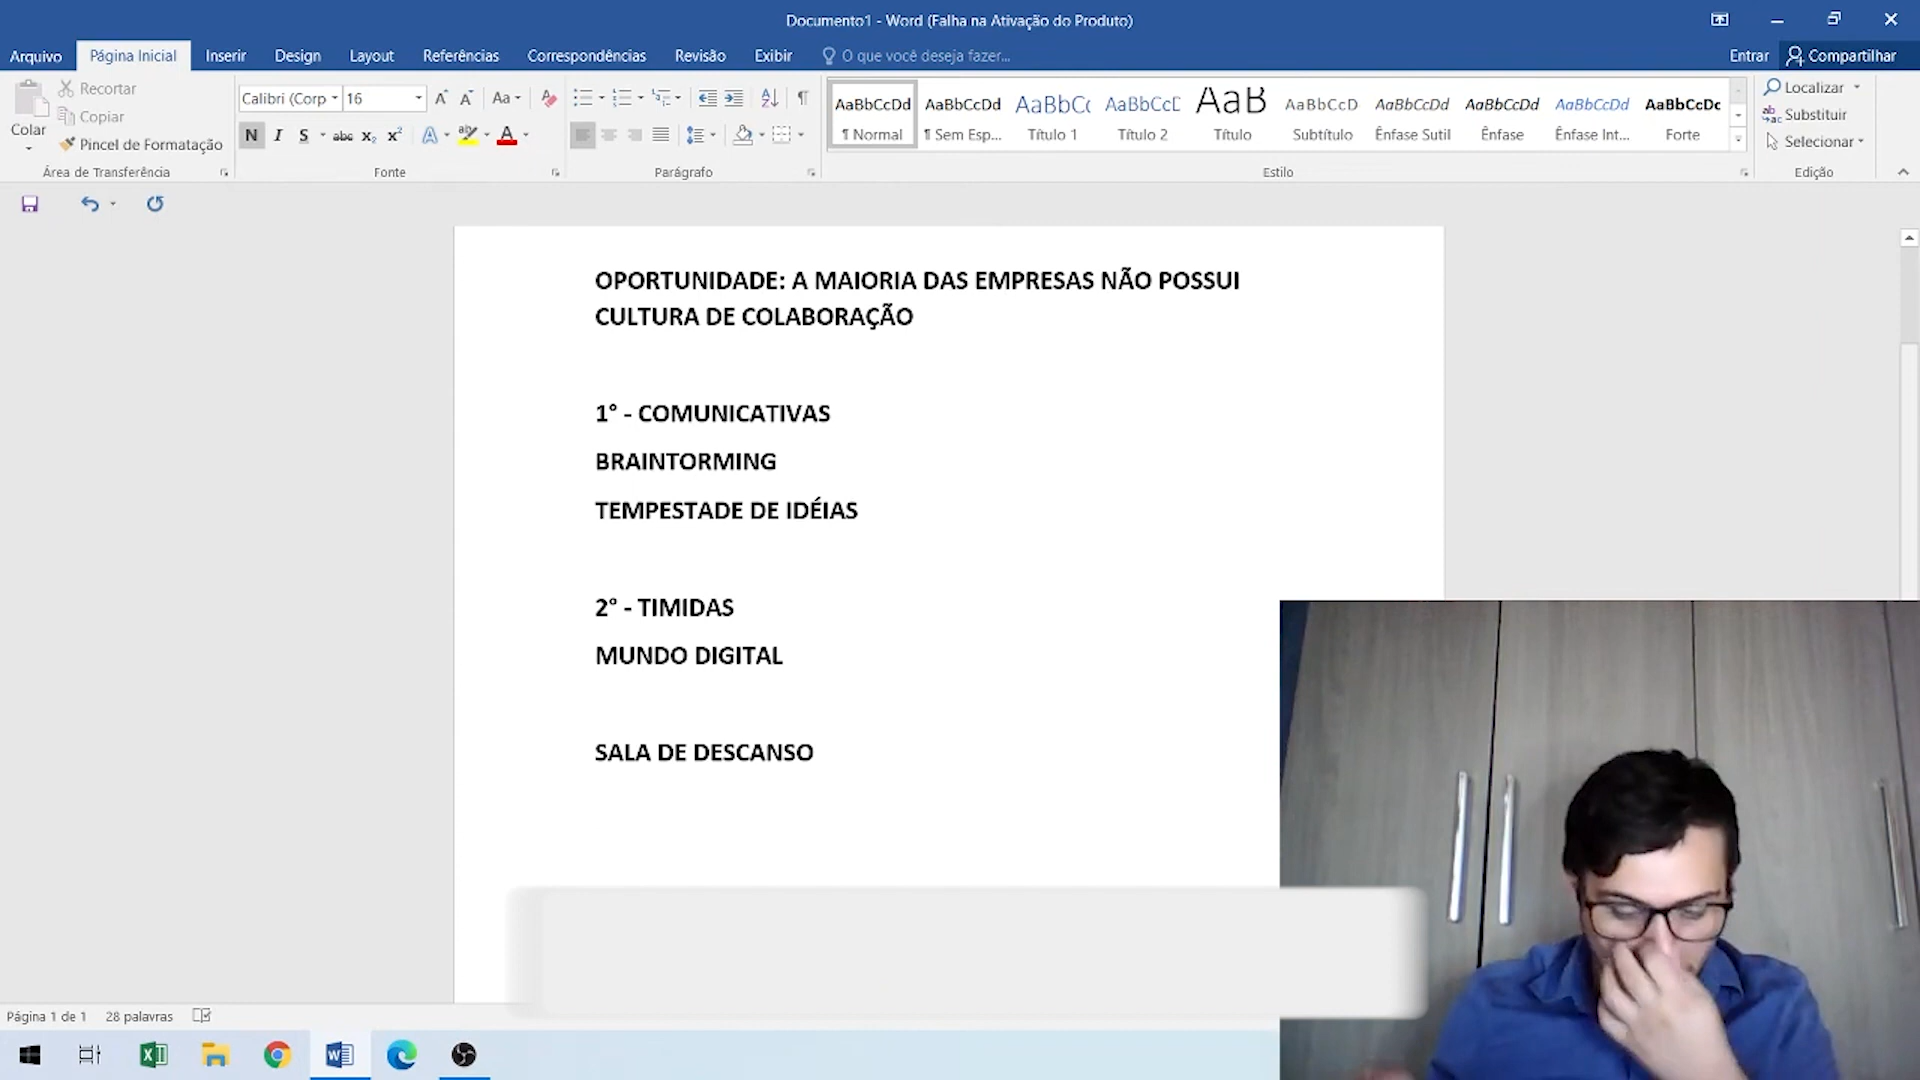 Documento1 - Word (Falha na Ativação do Produto)
Arquivo Página Inicial Inserir Design Layout Referências Correspondências Revisão Exibir O que você deseja fazer... Entrar Compartilhar
Colar
Recortar
Copiar
Pincel de Formatação
Área de Transferência
Calibri (Corp 16
N I S abc x₂ x² A A
Aa
Fonte
Parágrafo
AaBbCcDd AaBbCcDd AaBbCc AaBbCcC AaB AaBbCcD AaBbCcDd AaBbCcDd AaBbCcDd AaBbCcDc
¶ Normal ¶ Sem Esp... Título 1 Título 2 Título Subtítulo Ênfase Sutil Ênfase Ênfase Int... Forte
Estilo
Localizar
Substituir
Selecionar
Edição
OPORTUNIDADE: A MAIORIA DAS EMPRESAS NÃO POSSUI
CULTURA DE COLABORAÇÃO
1° - COMUNICATIVAS
BRAINTORMING
TEMPESTADE DE IDÉIAS
2° - TIMIDAS
MUNDO DIGITAL
SALA DE DESCANSO
Página 1 de 1 28 palavras